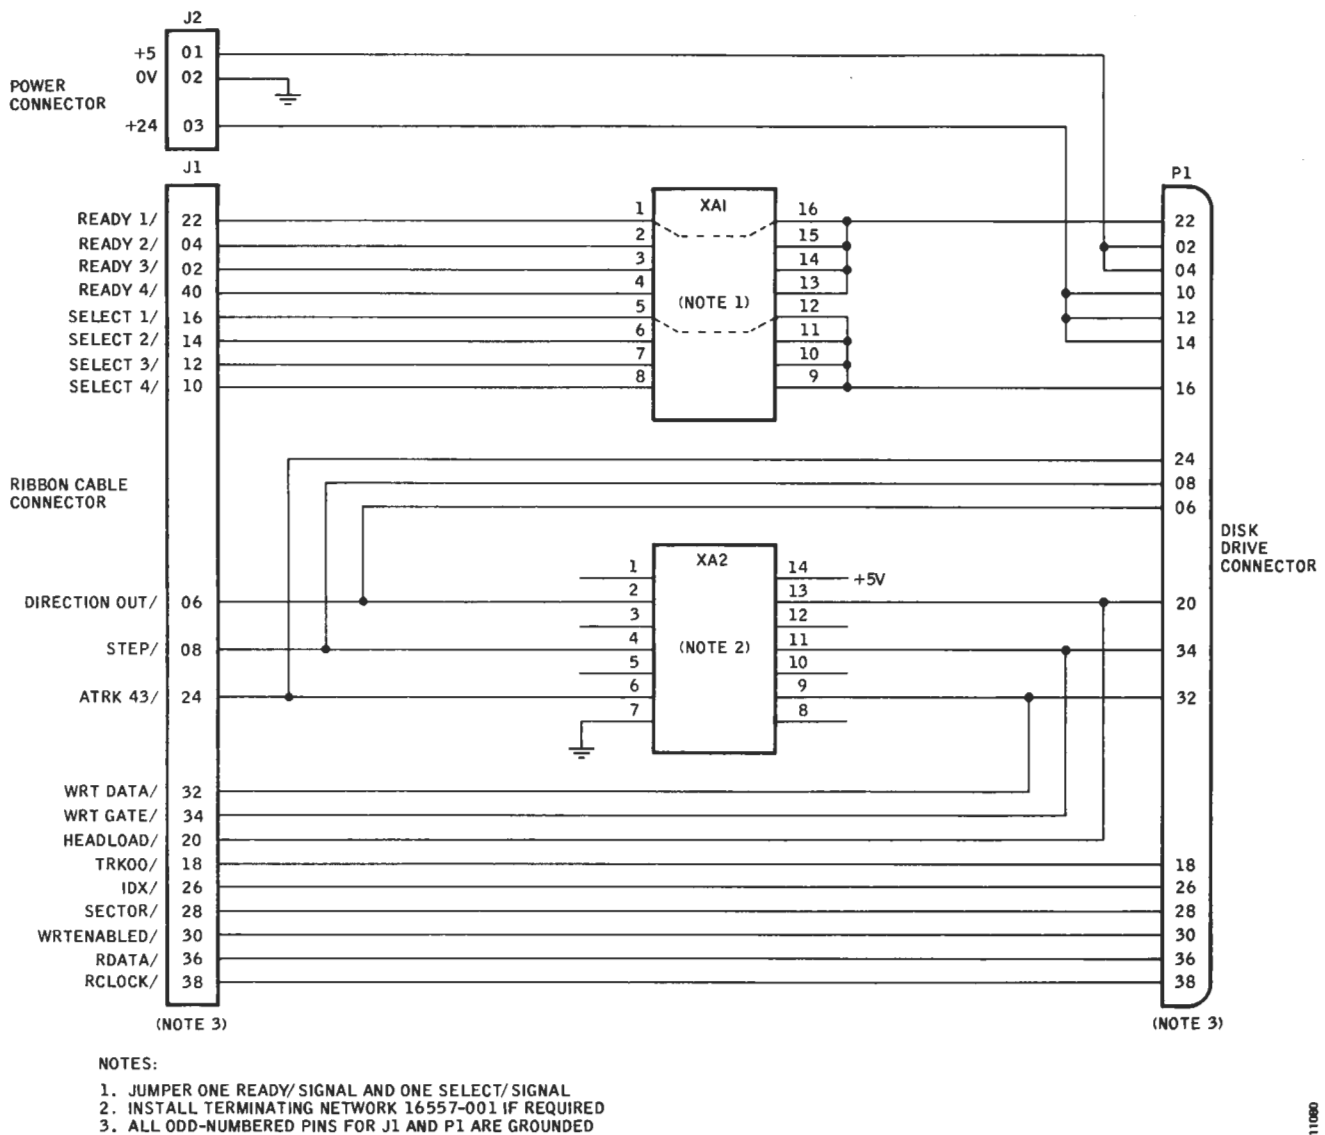 J2
+5 01
0V 02
POWER
CONNECTOR
+24 03
J1
P1
READY 1/ 22 1 XA1 16 22
READY 2/ 04 2 15 02
READY 3/ 02 3 14 04
READY 4/ 40 4 (NOTE 1) 13 10
SELECT 1/ 16 5 12 12
SELECT 2/ 14 6 11 14
SELECT 3/ 12 7 10
SELECT 4/ 10 8 9 16
24
RIBBON CABLE
CONNECTOR
08
06
DISK
DRIVE
CONNECTOR
1 XA2 14 +5V
DIRECTION OUT/ 06 2 13 20
3 12
STEP/ 08 4 (NOTE 2) 11 34
5 10
ATRK 43/ 24 6 9 32
7 8
WRT DATA/ 32
WRT GATE/ 34
HEADLOAD/ 20
TRK00/ 18 18
IDX/ 26 26
SECTOR/ 28 28
WRTENABLED/ 30 30
RDATA/ 36 36
RCLOCK/ 38 38
(NOTE 3) (NOTE 3)
NOTES:
1. JUMPER ONE READY/ SIGNAL AND ONE SELECT/ SIGNAL
2. INSTALL TERMINATING NETWORK 16557-001 IF REQUIRED
3. ALL ODD-NUMBERED PINS FOR J1 AND P1 ARE GROUNDED
11080